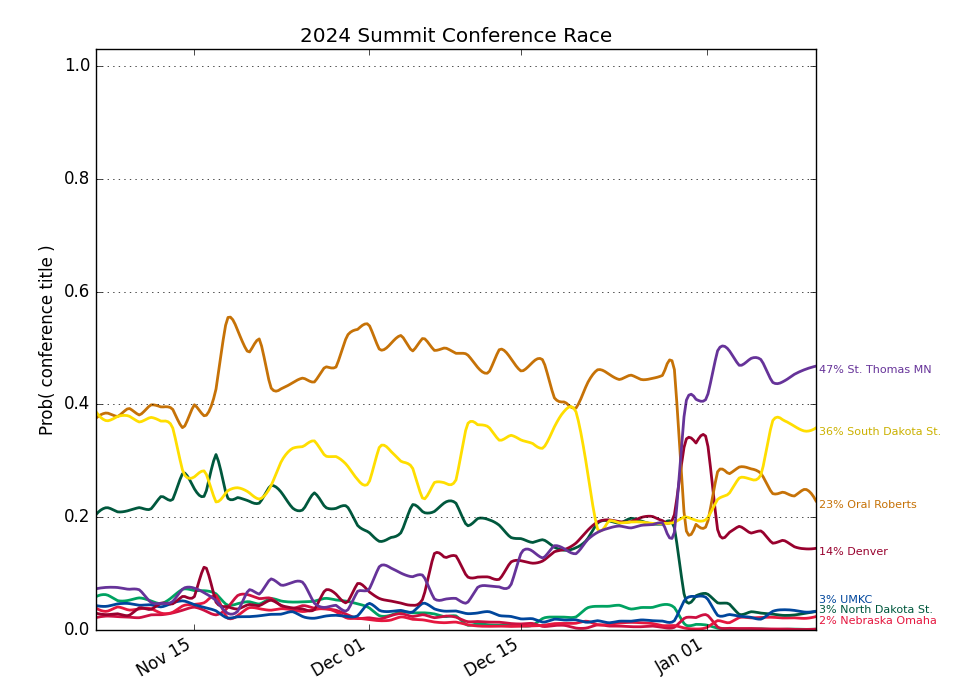 2024 Summit Conference Race
Prob( conference title )
1.0
0.8
0.6
0.4
0.2
0.0
Nov 15
Dec 01
Dec 15
Jan 01
47% St. Thomas MN
36% South Dakota St.
23% Oral Roberts
14% Denver
3% UMKC
3% North Dakota St.
2% Nebraska Omaha